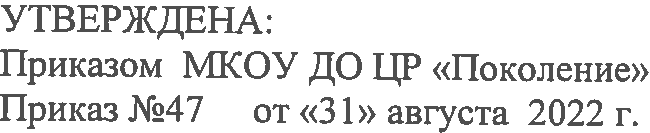 УТВЕРЖДЕНА:
Приказом МКОУ ДО ЦР «Поколение»
Приказ №47 от «31» августа 2022 г.